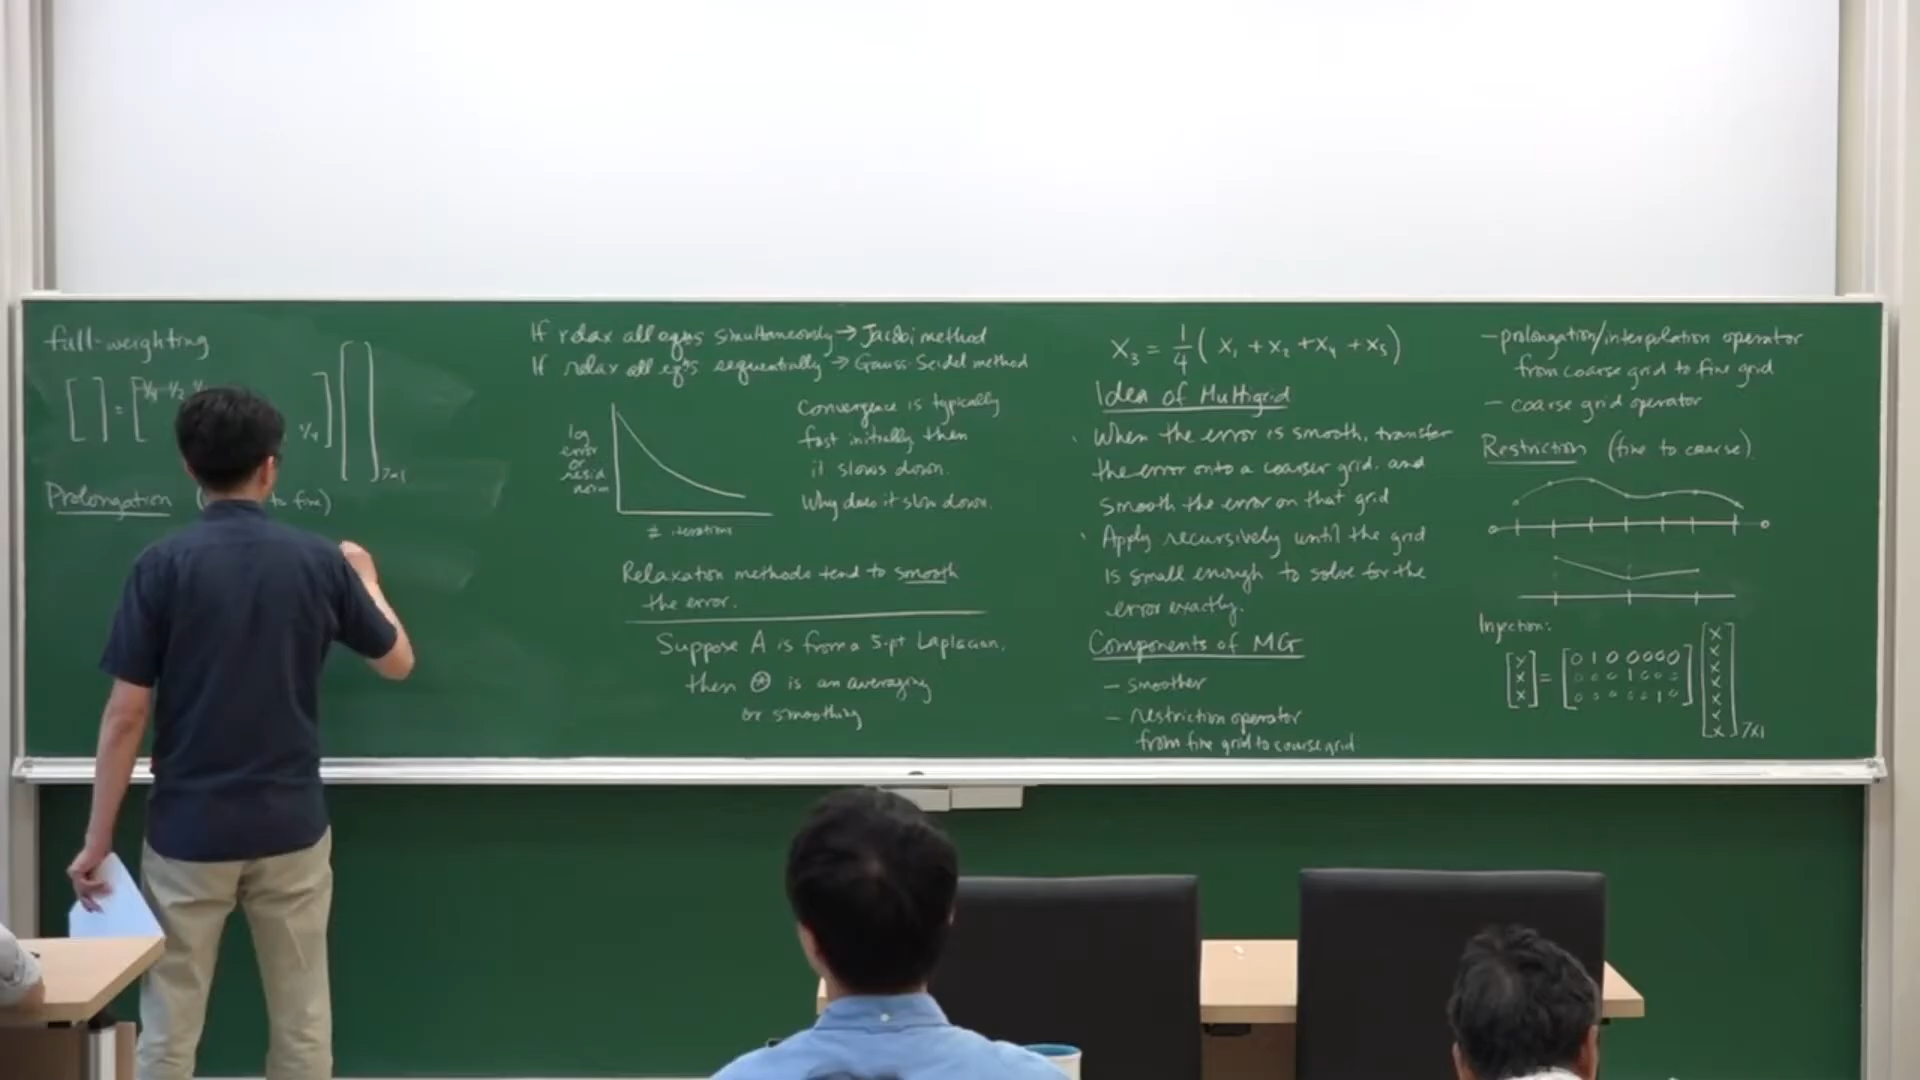 full-weighting
[ ] = [ 1/4 1/2 1/4
1/4 ] [ ] 7×1
Prolongation ( to fine)
If relax all eqns simultaneously → Jacobi method
If relax all eqns sequentially → Gauss-Seidel method
log
error
or
resid
norm
# iterations
Convergence is typically
fast initially then
it slows down.
Why does it slow down.
Relaxation methods tend to smooth
the error.
Suppose A is from a 5-pt Laplacian,
then ⊛ is an averaging
or smoothing
X₃ = 1/4 ( X₁ + X₂ + X₄ + X₅ )
Idea of Multigrid
· When the error is smooth, transfer
the error onto a coarser grid, and
smooth the error on that grid
· Apply recursively until the grid
is small enough to solve for the
error exactly.
Components of MG
– smoother
– restriction operator
from fine grid to coarse grid
– prolongation/interpolation operator
from coarse grid to fine grid
– coarse grid operator
Restriction (fine to coarse)
Injection:
[ x x x ] = [ 0 1 0 0 0 0 0
0 0 0 1 0 0 0
0 0 0 0 0 1 0 ] [ x x x x x x x ] 7×1